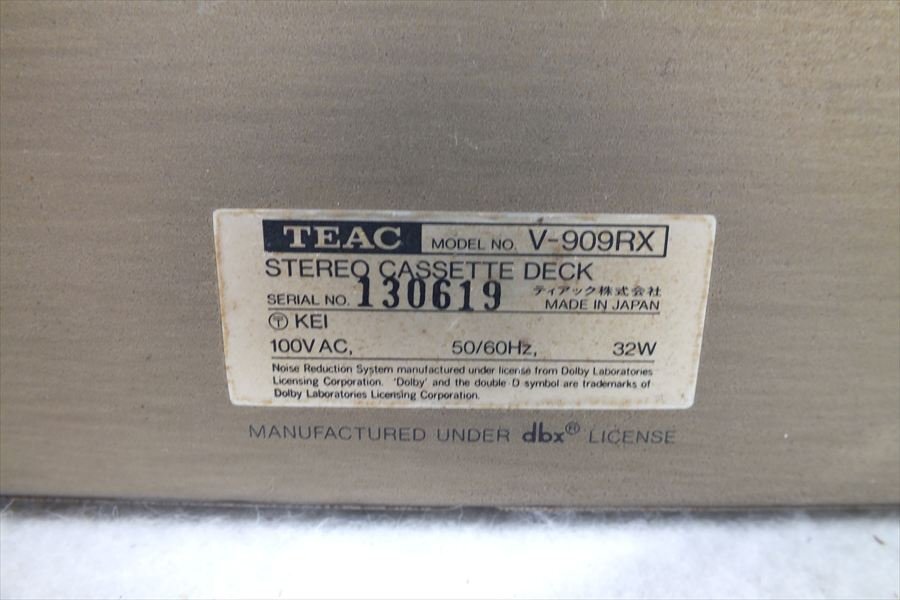 TEAC MODEL NO. V-909RX
STEREO CASSETTE DECK
SERIAL NO. 130619 ティアック株式会社
MADE IN JAPAN
〒 KEI
100V AC, 50/60Hz, 32W
Noise Reduction System manufactured under license from Dolby Laboratories
Licensing Corporation. 'Dolby' and the double-D symbol are trademarks of
Dolby Laboratories Licensing Corporation.
MANUFACTURED UNDER dbx® LICENSE